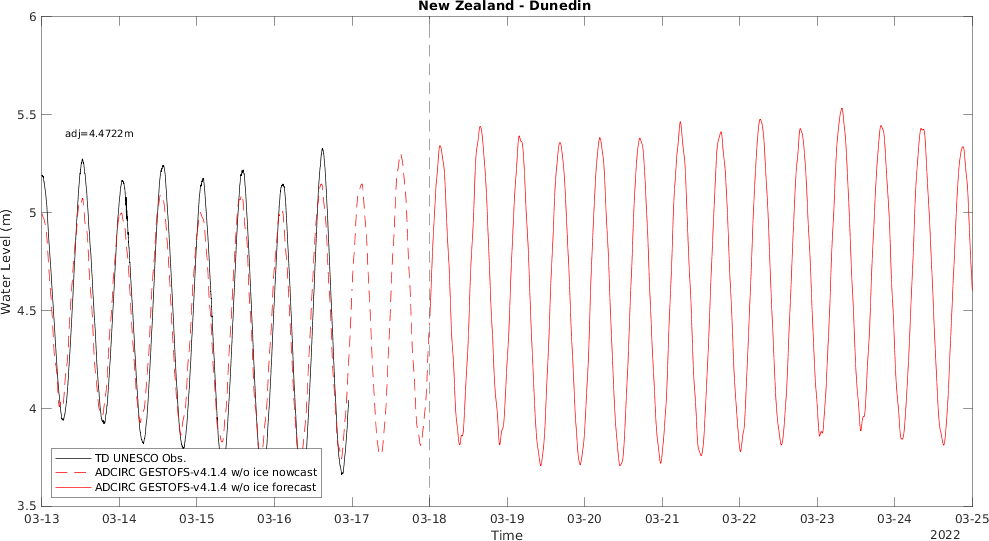 New Zealand - Dunedin
6
5.5
adj=4.4722m
5
Water Level (m)
4.5
4
TD UNESCO Obs.
ADCIRC GESTOFS-v4.1.4 w/o ice nowcast
ADCIRC GESTOFS-v4.1.4 w/o ice forecast
3.5
03-13 03-14 03-15 03-16 03-17 03-18 03-19 03-20 03-21 03-22 03-23 03-24 03-25
Time
2022